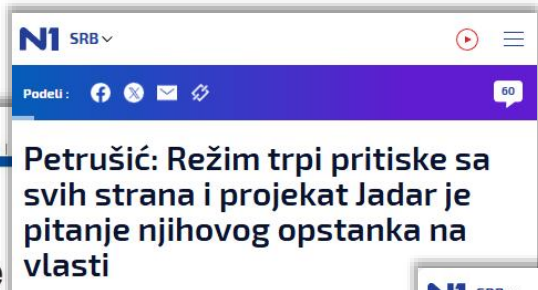 N1 SRB
Podeli :
60
Petrušić: Režim trpi pritiske sa
svih strana i projekat Jadar je
pitanje njihovog opstanka na
vlasti